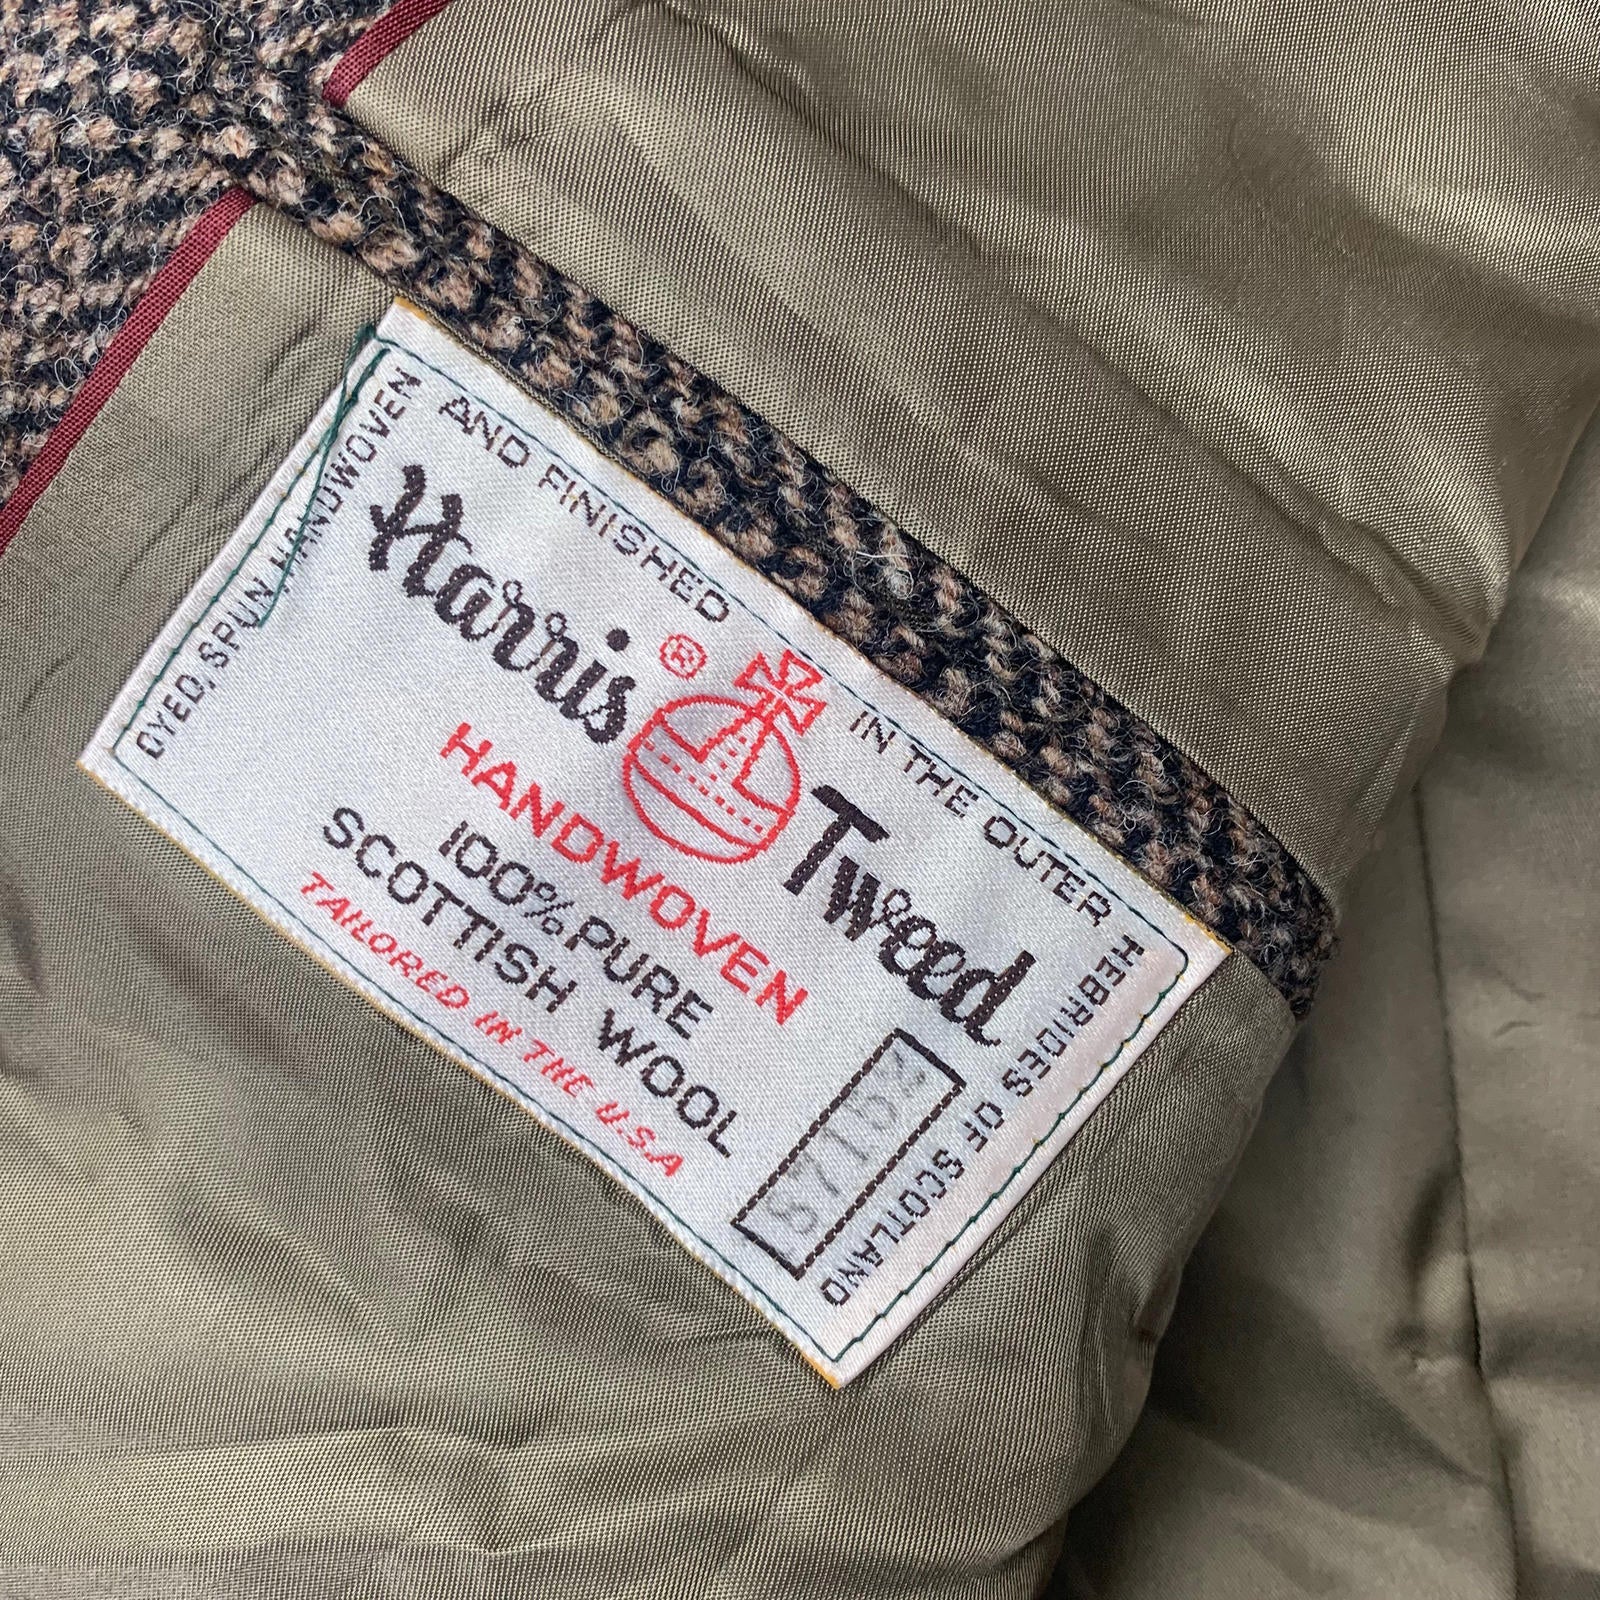 DYED, SPUN, HANDWOVEN
AND FINISHED
IN THE OUTER
HEBRIDES OF SCOTLAND
Harris ® Tweed
HANDWOVEN
100% PURE
SCOTTISH WOOL
TAILORED IN THE U.S.A